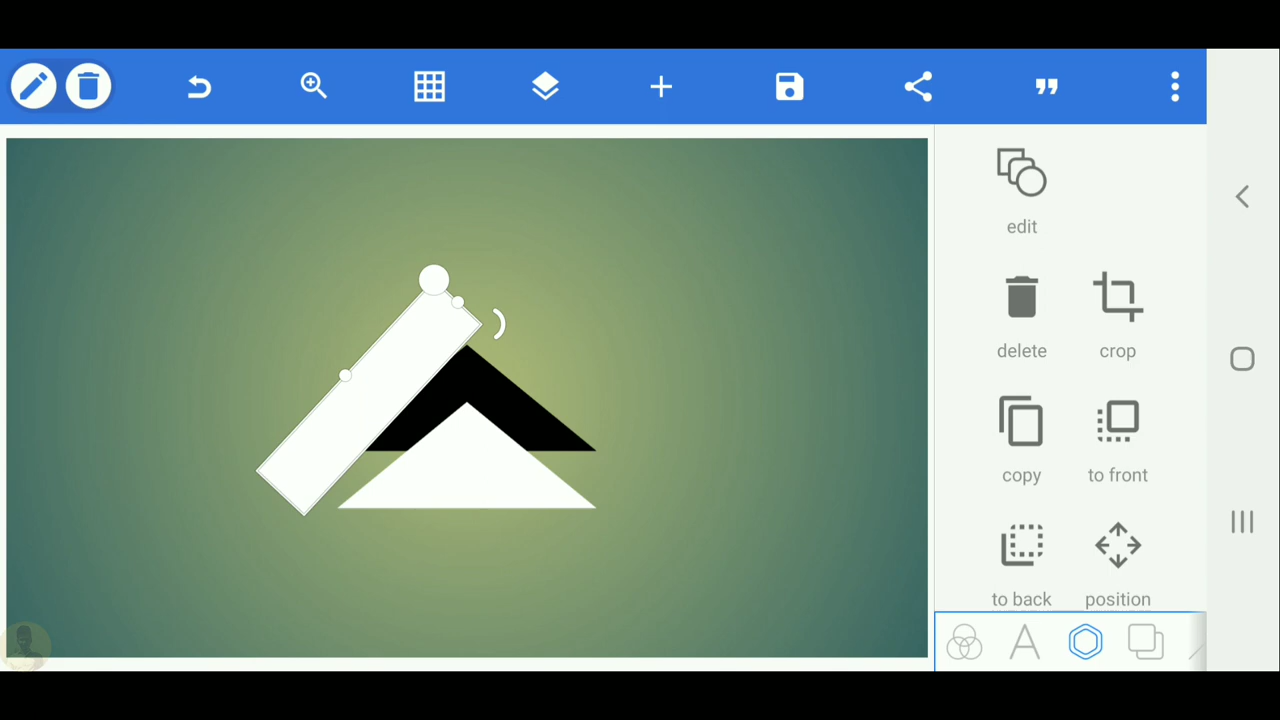 edit
delete
crop
copy
to front
to back
position